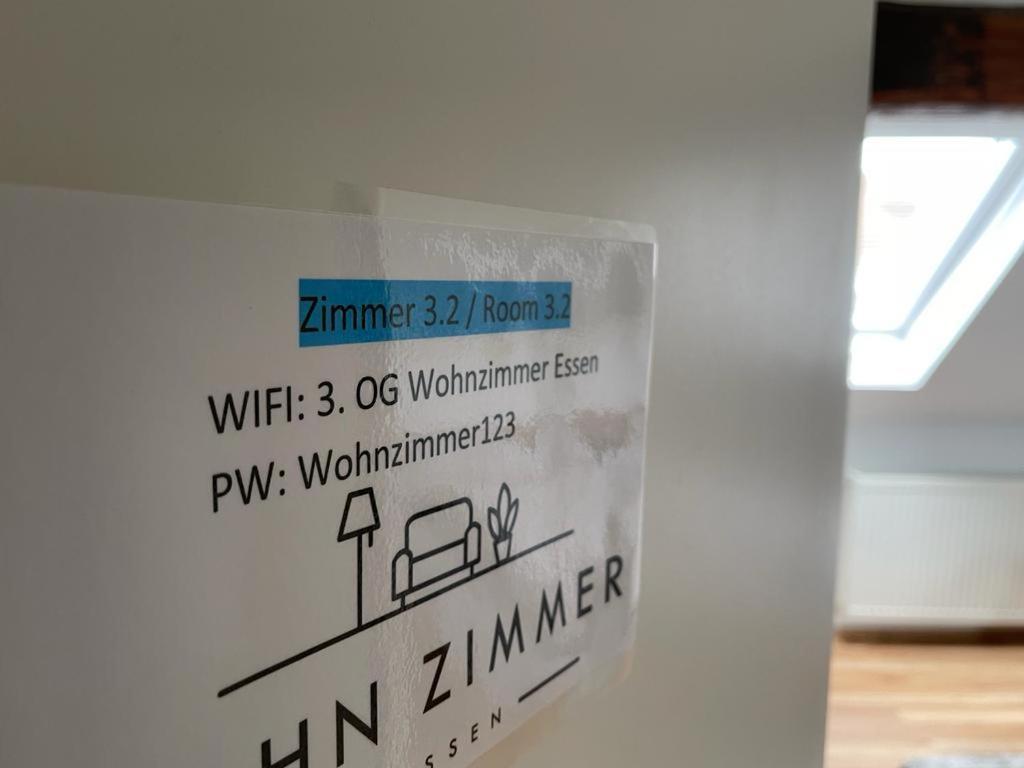 Zimmer 3.2 / Room 3.2
WIFI: 3. OG Wohnzimmer Essen
PW: Wohnzimmer123
HN ZIMMER
SSEN